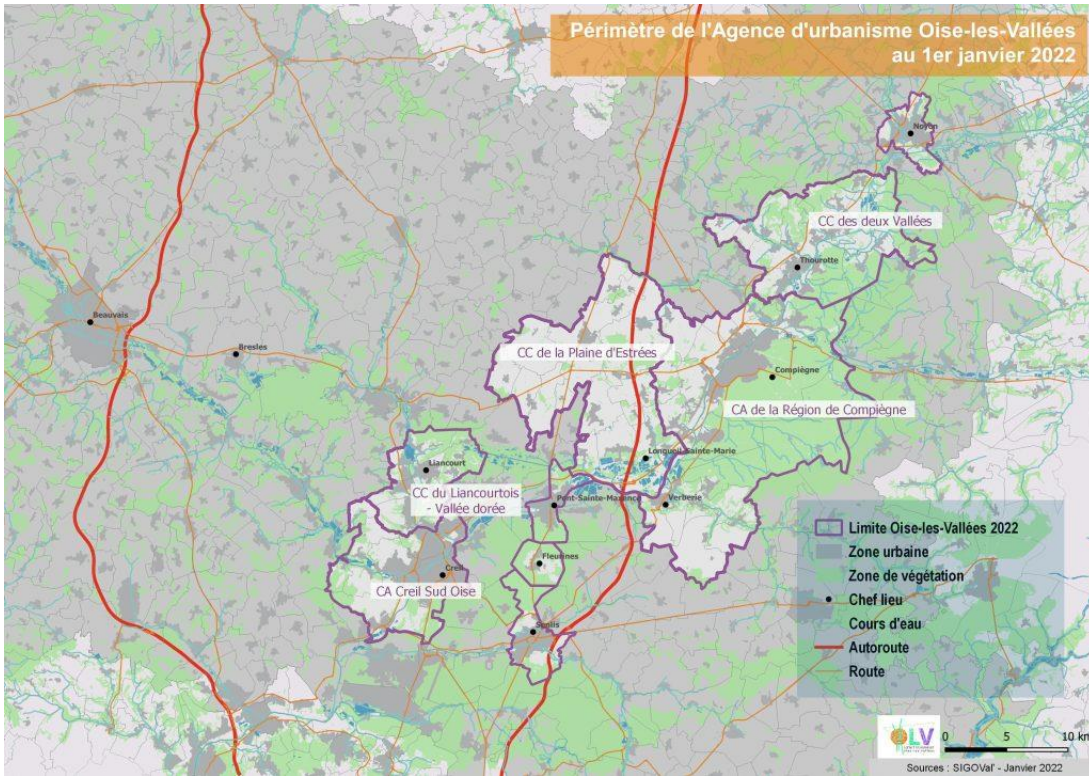 Périmètre de l'Agence d'urbanisme Oise-les-Vallées
au 1er janvier 2022
Noyon
CC des deux Vallées
Thourotte
Beauvais
Bresles
CC de la Plaine d'Estrées
Compiègne
CA de la Région de Compiègne
Longueil-Sainte-Marie
Liancourt
CC du Liancourtois
- Vallée dorée
Pont-Sainte-Maxence
Verberie
Fleurines
Creil
CA Creil Sud Oise
Senlis
Limite Oise-les-Vallées 2022
Zone urbaine
Zone de végétation
Chef lieu
Cours d'eau
Autoroute
Route
OLV
0 5 10 km
Sources : SIGOVal' - Janvier 2022